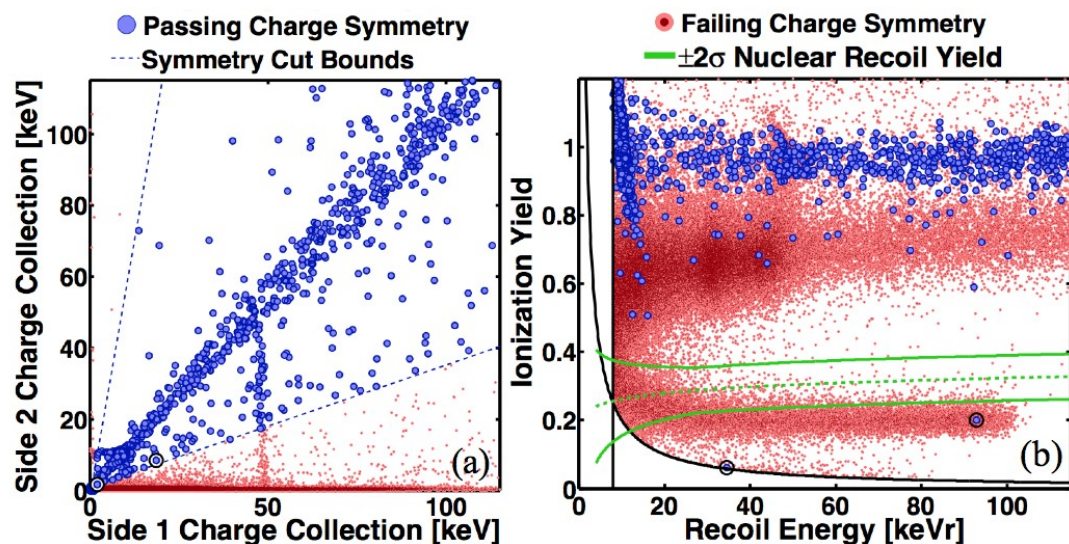 Passing Charge Symmetry
Symmetry Cut Bounds
Failing Charge Symmetry
±2σ Nuclear Recoil Yield
Side 2 Charge Collection [keV]
100
80
60
40
20
0
0
50
100
(a)
Side 1 Charge Collection [keV]
Ionization Yield
1
0.8
0.6
0.4
0.2
0
20
40
60
80
100
(b)
Recoil Energy [keVr]